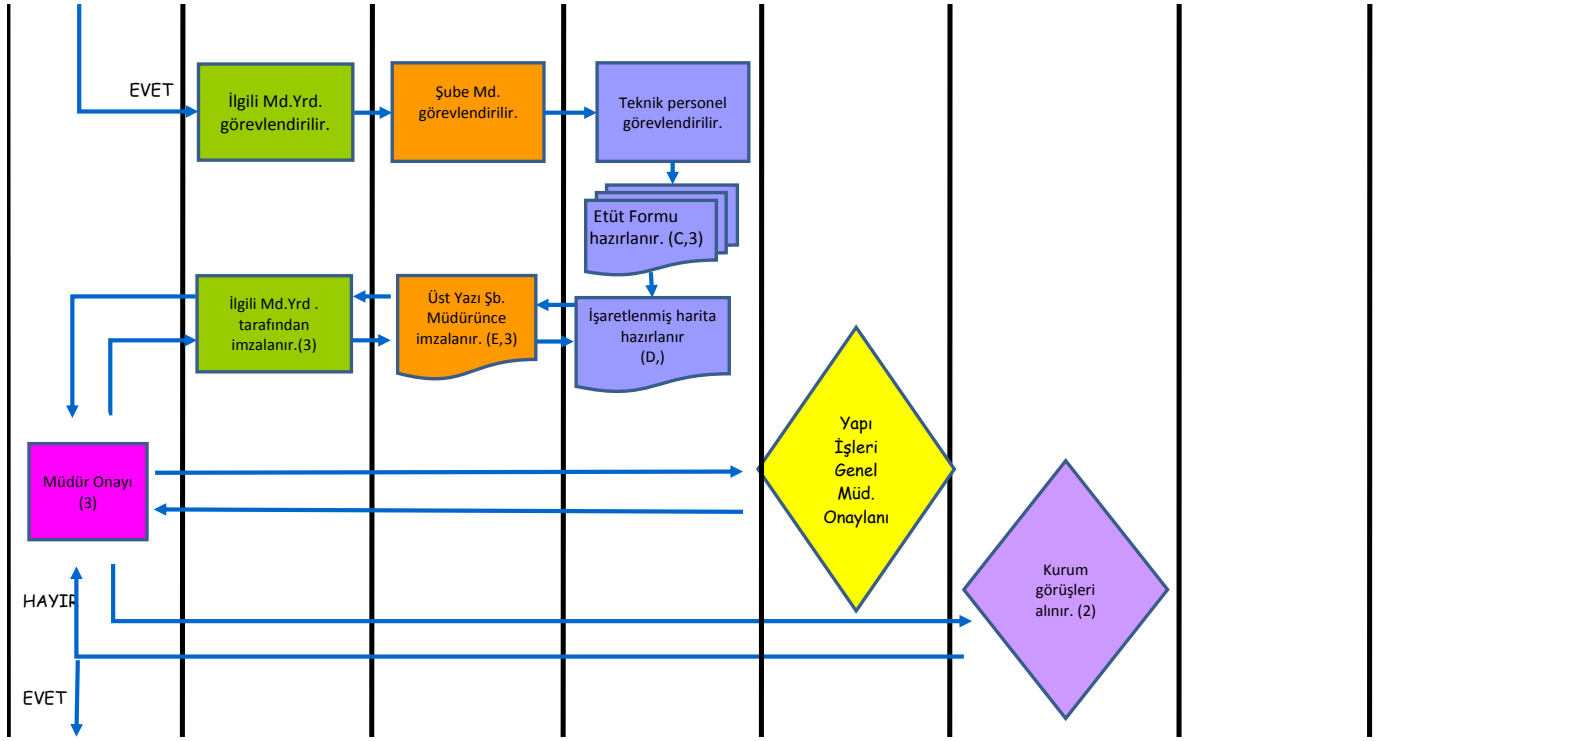 EVET
İlgili Md.Yrd.
görevlendirilir.
Şube Md.
görevlendirilir.
Teknik personel
görevlendirilir.
Etüt Formu
hazırlanır. (C,3)
İlgili Md.Yrd .
tarafından
imzalanır.(3)
Üst Yazı Şb.
Müdürünce
imzalanır. (E,3)
İşaretlenmiş harita
hazırlanır
(D,)
Yapı
İşleri
Genel
Müd.
Onaylanı
Müdür Onayı
(3)
Kurum
görüşleri
alınır. (2)
HAYIR
EVET